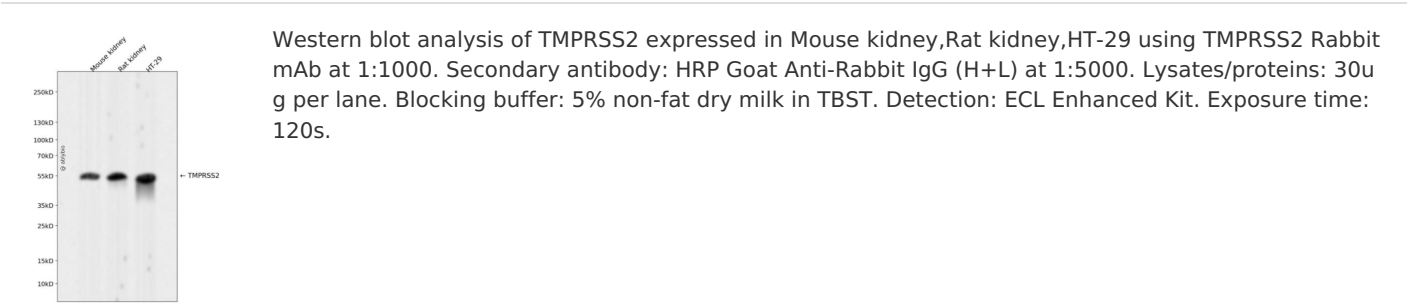 Mouse kidney
Rat kidney
HT-29
250kD
130kD
100kD
70kD
55kD
35kD
25kD
15kD
10kD
← TMPRSS2
Western blot analysis of TMPRSS2 expressed in Mouse kidney,Rat kidney,HT-29 using TMPRSS2 Rabbit
mAb at 1:1000. Secondary antibody: HRP Goat Anti-Rabbit IgG (H+L) at 1:5000. Lysates/proteins: 30u
g per lane. Blocking buffer: 5% non-fat dry milk in TBST. Detection: ECL Enhanced Kit. Exposure time:
120s.